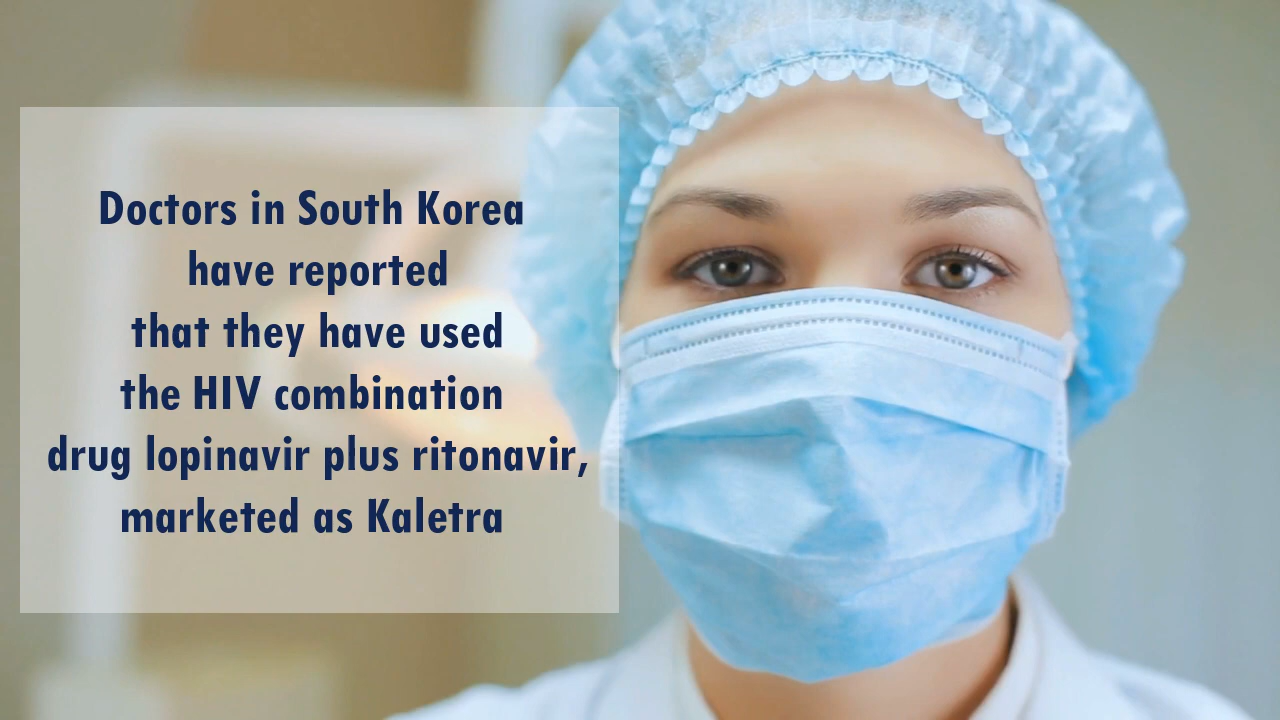 Doctors in South Korea
have reported
that they have used
the HIV combination
drug lopinavir plus ritonavir,
marketed as Kaletra